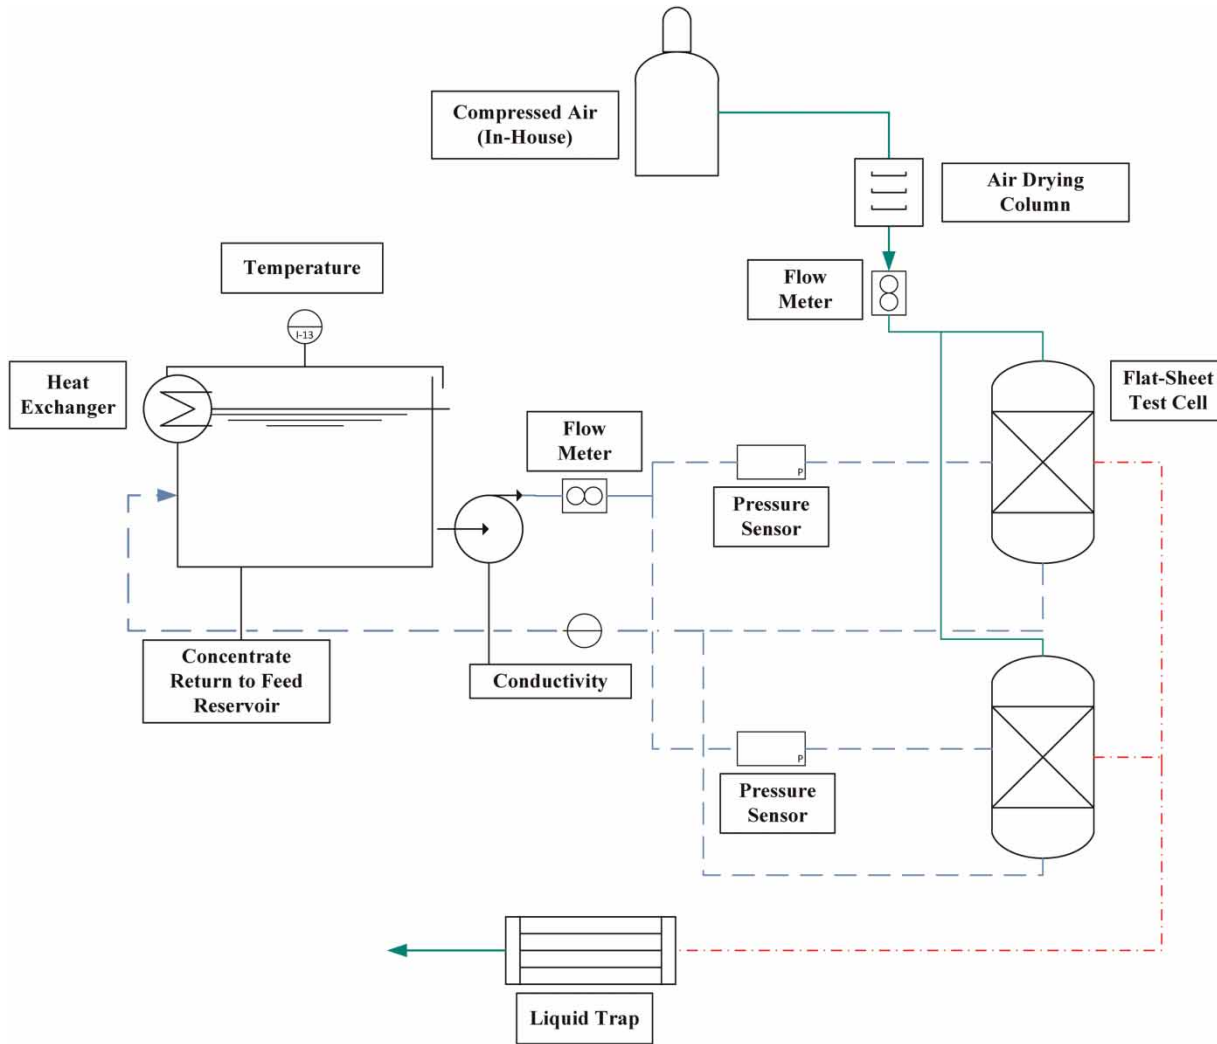 Compressed Air
(In-House)
Air Drying
Column
Temperature
Flow
Meter
I-13
Heat
Exchanger
Flat-Sheet
Test Cell
Flow
Meter
P
Pressure
Sensor
Concentrate
Return to Feed
Reservoir
Conductivity
P
Pressure
Sensor
Liquid Trap